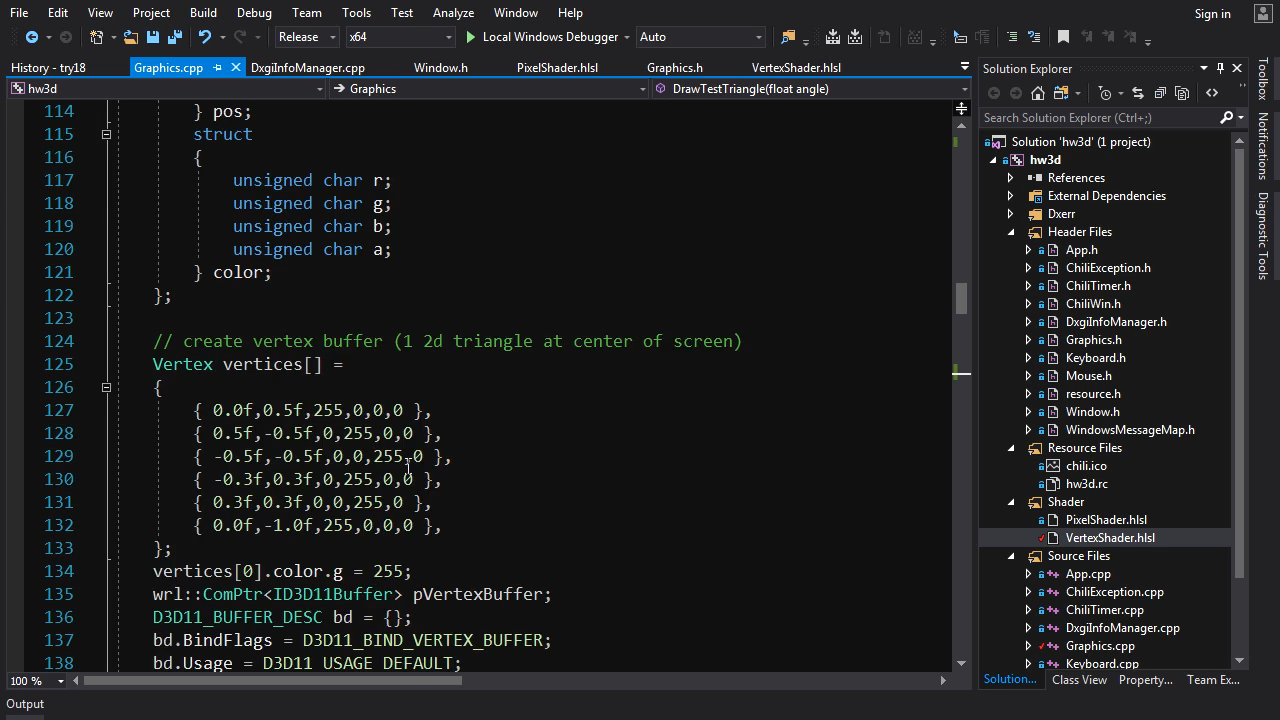 File Edit View Project Build Debug Team Tools Test Analyze Window Help Sign in
Release x64 Local Windows Debugger Auto
History - try18 Graphics.cpp DxgiInfoManager.cpp Window.h PixelShader.hlsl Graphics.h VertexShader.hlsl
hw3d Graphics DrawTestTriangle(float angle)
114 } pos;
115 struct
116 {
117 unsigned char r;
118 unsigned char g;
119 unsigned char b;
120 unsigned char a;
121 } color;
122 };
123
124 // create vertex buffer (1 2d triangle at center of screen)
125 Vertex vertices[] =
126 {
127 { 0.0f,0.5f,255,0,0,0 },
128 { 0.5f,-0.5f,0,255,0,0 },
129 { -0.5f,-0.5f,0,0,255,0 },
130 { -0.3f,0.3f,0,255,0,0 },
131 { 0.3f,0.3f,0,0,255,0 },
132 { 0.0f,-1.0f,255,0,0,0 },
133 };
134 vertices[0].color.g = 255;
135 wrl::ComPtr<ID3D11Buffer> pVertexBuffer;
136 D3D11_BUFFER_DESC bd = {};
137 bd.BindFlags = D3D11_BIND_VERTEX_BUFFER;
138 bd.Usage = D3D11_USAGE_DEFAULT;
100 %
Output
Solution Explorer
Search Solution Explorer (Ctrl+;)
Solution 'hw3d' (1 project)
hw3d
References
External Dependencies
Dxerr
Header Files
App.h
ChiliException.h
ChiliTimer.h
ChiliWin.h
DxgiInfoManager.h
Graphics.h
Keyboard.h
Mouse.h
resource.h
Window.h
WindowsMessageMap.h
Resource Files
chili.ico
hw3d.rc
Shader
PixelShader.hlsl
VertexShader.hlsl
Source Files
App.cpp
ChiliException.cpp
ChiliTimer.cpp
DxgiInfoManager.cpp
Graphics.cpp
Keyboard.cpp
Solution... Class View Property... Team Ex...
Toolbox
Notifications
Diagnostic Tools